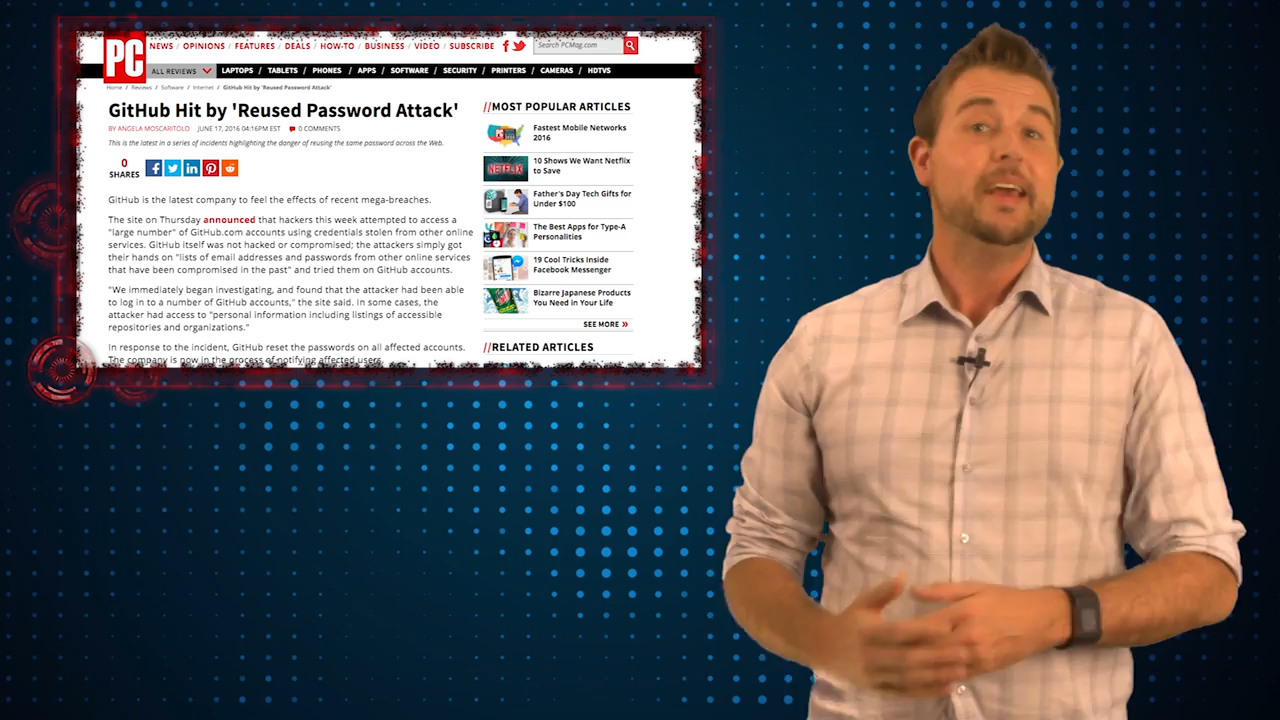 PC
NEWS / OPINIONS / FEATURES / DEALS / HOW-TO / BUSINESS / VIDEO / SUBSCRIBE
Search PCMag.com
ALL REVIEWS
LAPTOPS / TABLETS / PHONES / APPS / SOFTWARE / SECURITY / PRINTERS / CAMERAS / HDTVS
Home / Reviews / Software / Internet / GitHub Hit by 'Reused Password Attack'
GitHub Hit by 'Reused Password Attack'
BY ANGELA MOSCARITOLO JUNE 17, 2016 04:16PM EST 0 COMMENTS
This is the latest in a series of incidents highlighting the danger of reusing the same password across the Web.
0
SHARES
GitHub is the latest company to feel the effects of recent mega-breaches.
The site on Thursday announced that hackers this week attempted to access a
"large number" of GitHub.com accounts using credentials stolen from other online
services. GitHub itself was not hacked or compromised; the attackers simply got
their hands on "lists of email addresses and passwords from other online services
that have been compromised in the past" and tried them on GitHub accounts.
"We immediately began investigating, and found that the attacker had been able
to log in to a number of GitHub accounts," the site said. In some cases, the
attacker had access to "personal information including listings of accessible
repositories and organizations."
In response to the incident, GitHub reset the passwords on all affected accounts.
The company is now in the process of notifying affected users.
//MOST POPULAR ARTICLES
Fastest Mobile Networks
2016
NETFLIX
10 Shows We Want Netflix
to Save
Father's Day Tech Gifts for
Under $100
The Best Apps for Type-A
Personalities
19 Cool Tricks Inside
Facebook Messenger
Bizarre Japanese Products
You Need in Your Life
SEE MORE »
//RELATED ARTICLES